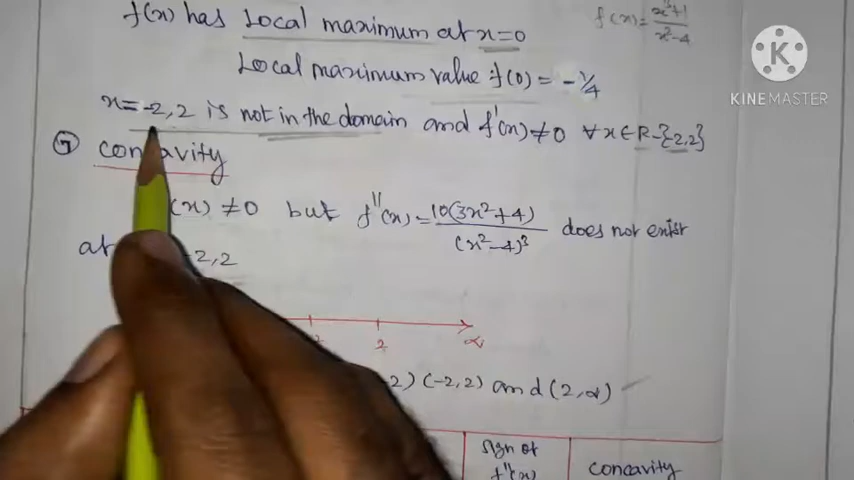 f(x) has Local maximum at x=0
f(x) = x²+1 / x²-4
Local maximum value f(0) = -1/4
x=-2,2 is not in the domain and f'(x)≠0 ∀x∈R-{2,2}
⑦ concavity
(x) ≠0 but f''(x) = 10(3x²+4) / (x²-4)³ does not exist
at -2,2
2 α
2) (-2,2) and (2,α)
sign of f''(x)
concavity
K
KINEMASTER